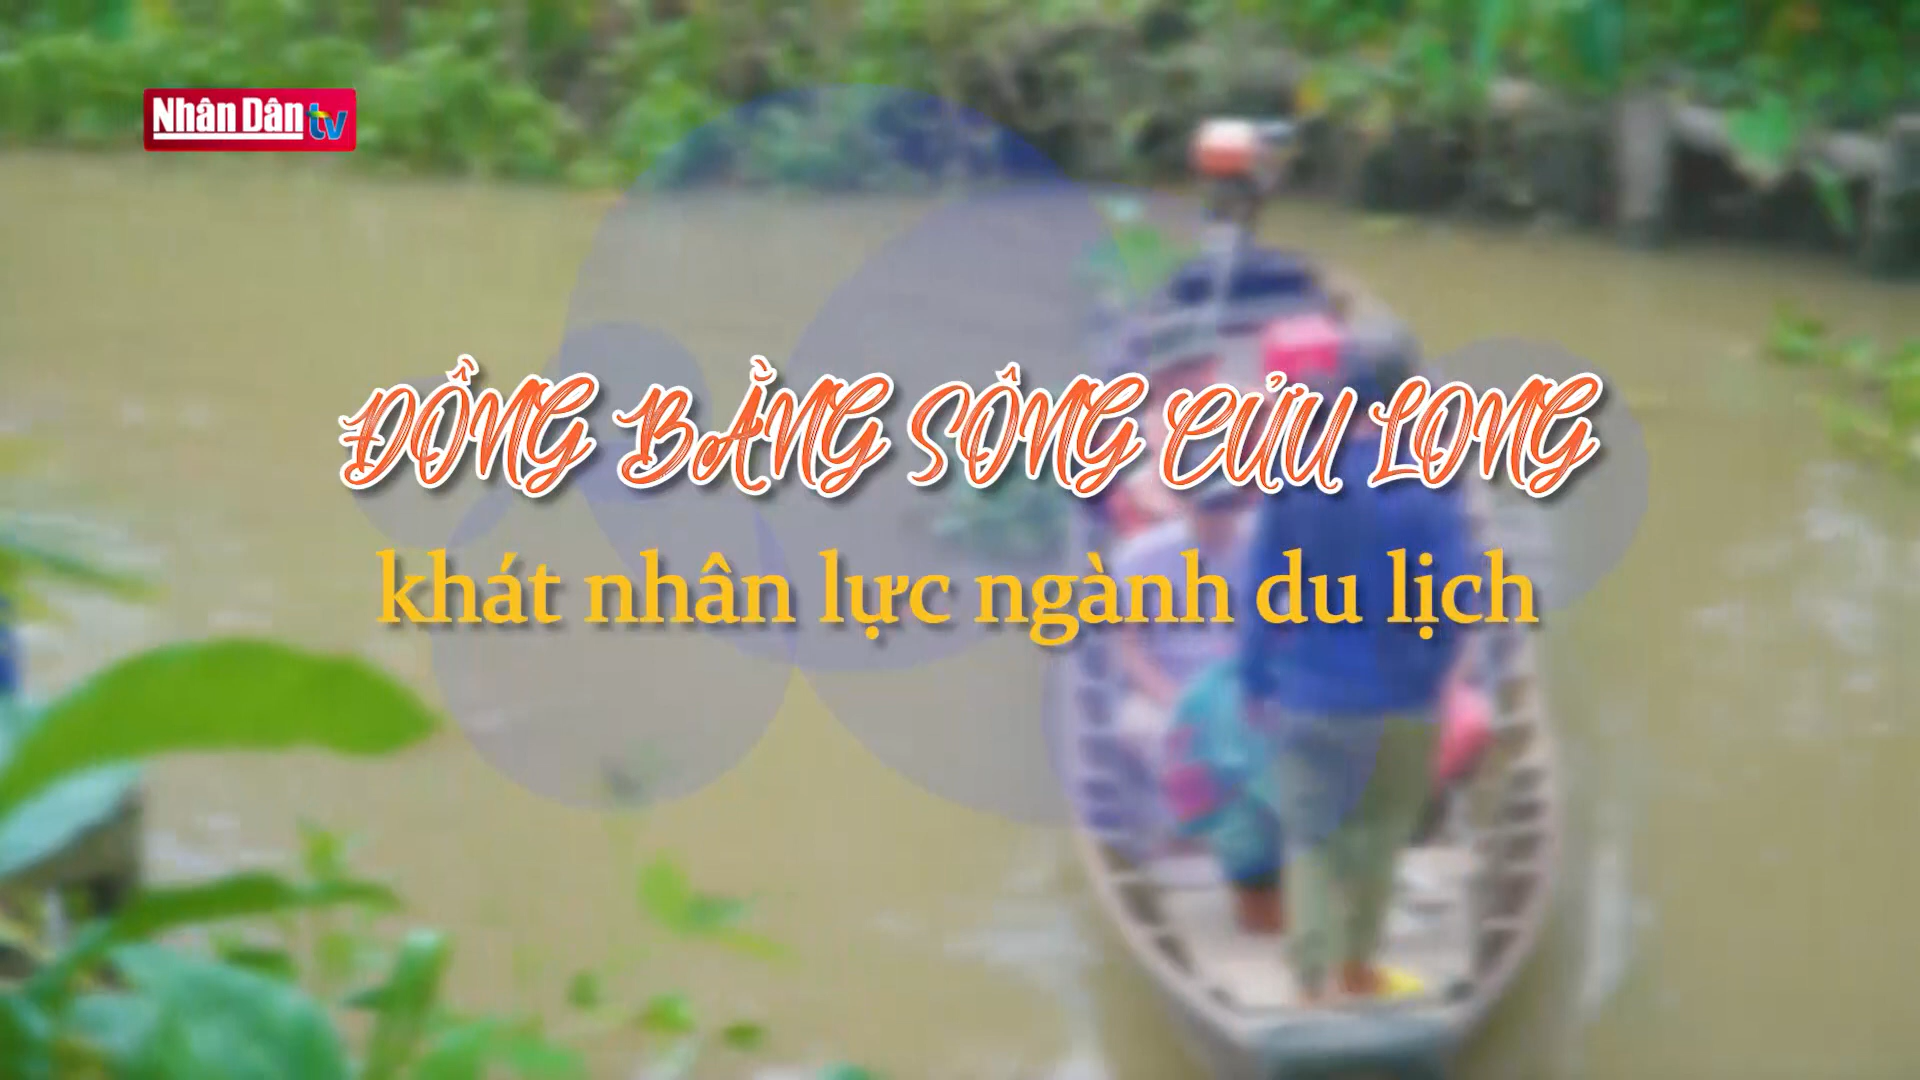 Nhân Dân tv
ĐỒNG BẰNG SÔNG CỬU LONG
khát nhân lực ngành du lịch